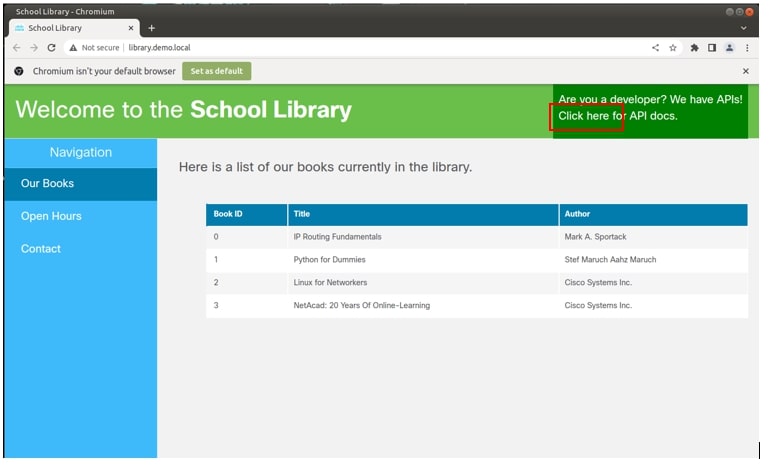 School Library - Chromium
School Library
Not secure | library.demo.local
Chromium isn't your default browser Set as default
Welcome to the School Library
Are you a developer? We have APIs!
Click here for API docs.
Navigation
Our Books
Open Hours
Contact
Here is a list of our books currently in the library.
Book ID Title Author
0 IP Routing Fundamentals Mark A. Sportack
1 Python for Dummies Stef Maruch Aahz Maruch
2 Linux for Networkers Cisco Systems Inc.
3 NetAcad: 20 Years Of Online-Learning Cisco Systems Inc.